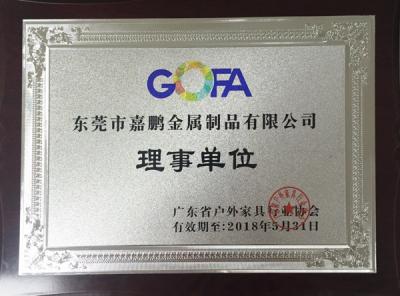 GOFA
东莞市嘉鹏金属制品有限公司
理事单位
广东省户外家具行业协会
有效期至:2018年5月31日